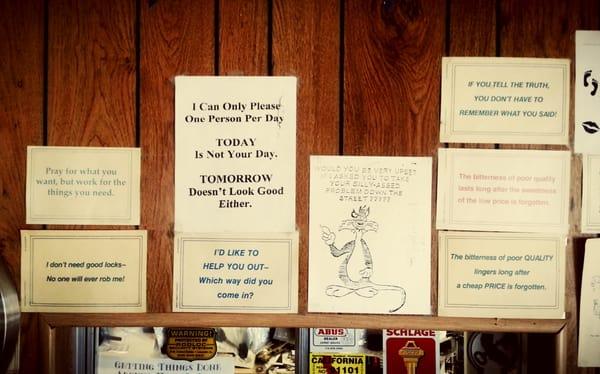 Pray for what you
want, but work for the
things you need.
I don't need good locks–
No one will ever rob me!
I Can Only Please
One Person Per Day
TODAY
Is Not Your Day.
TOMORROW
Doesn't Look Good
Either.
I'D LIKE TO
HELP YOU OUT–
Which way did you
come in?
WOULD YOU BE VERY UPSET
IF I ASKED YOU TO TAKE
YOUR SILLY-ASSED
PROBLEM DOWN THE
STREET?????
IF YOU TELL THE TRUTH,
YOU DON'T HAVE TO
REMEMBER WHAT YOU SAID!
The bitterness of poor quality
lasts long after the sweetness
of the low price is forgotten.
The bitterness of poor QUALITY
lingers long after
a cheap PRICE is forgotten.
WARNING!
PROTECTED BY
GETTING THINGS DONE
ABUS
DEALER
CALIFORNIA
1101
SCHLAGE